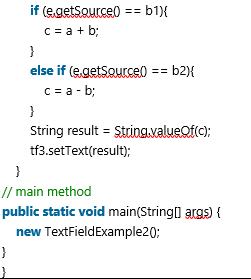 if (e.getSource() == b1){
c = a + b;
}
else if (e.getSource() == b2){
c = a - b;
}
String result = String.valueOf(c);
tf3.setText(result);
}
// main method
public static void main(String[] args) {
new TextFieldExample2();
}
}